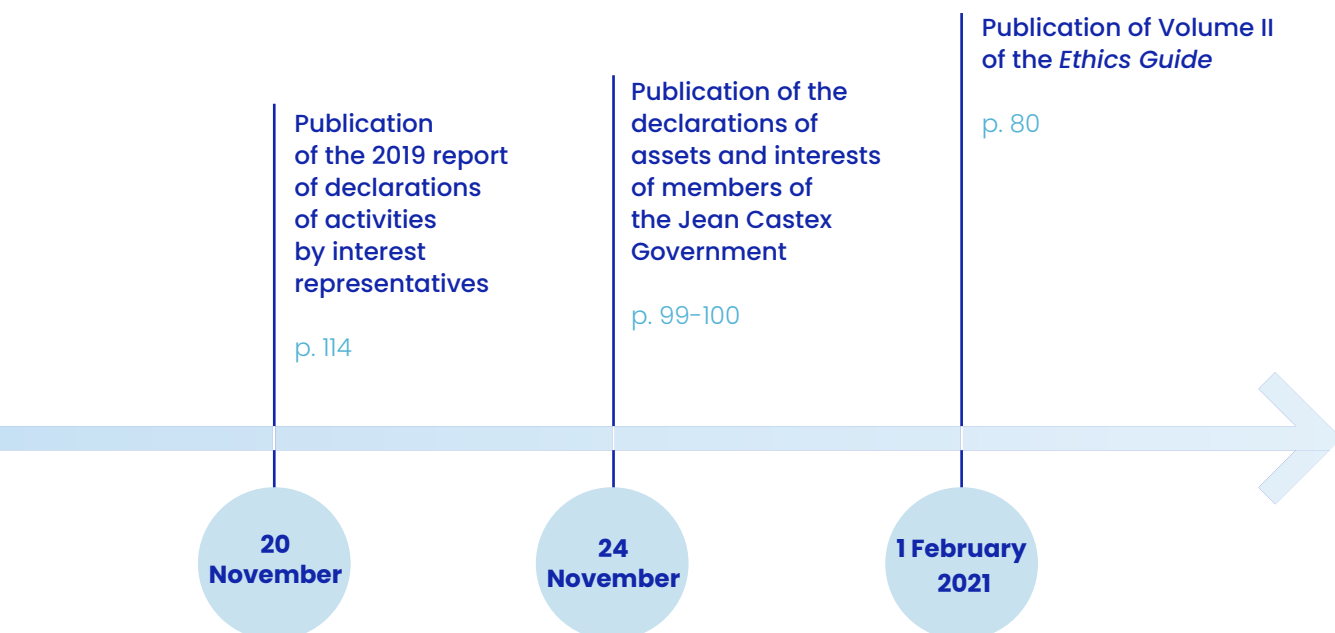 Publication
of the 2019 report
of declarations
of activities
by interest
representatives
p. 114
20
November
Publication of the
declarations of
assets and interests
of members of
the Jean Castex
Government
p. 99-100
24
November
Publication of Volume II
of the Ethics Guide
p. 80
1 February
2021